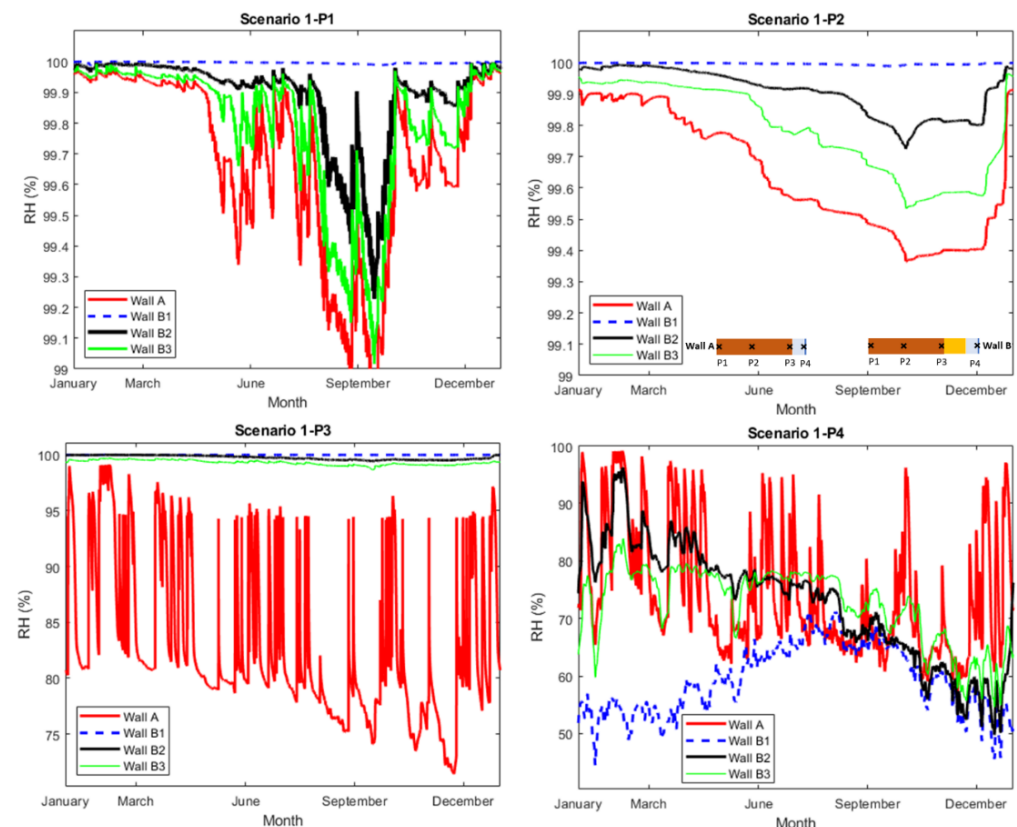 Scenario 1-P1
100
99.9
99.8
99.7
99.6
99.5
99.4
99.3
99.2
99.1
99
RH (%)
Wall A
Wall B1
Wall B2
Wall B3
January March June September December
Month
Scenario 1-P2
100
99.9
99.8
99.7
99.6
99.5
99.4
99.3
99.2
99.1
99
RH (%)
Wall A
Wall B1
Wall B2
Wall B3
Wall A
P1 P2 P3 P4
Wall B
P1 P2 P3 P4
January March June September December
Month
Scenario 1-P3
100
95
90
85
80
75
RH (%)
Wall A
Wall B1
Wall B2
Wall B3
January March June September December
Month
Scenario 1-P4
100
90
80
70
60
50
RH (%)
Wall A
Wall B1
Wall B2
Wall B3
January March June September December
Month